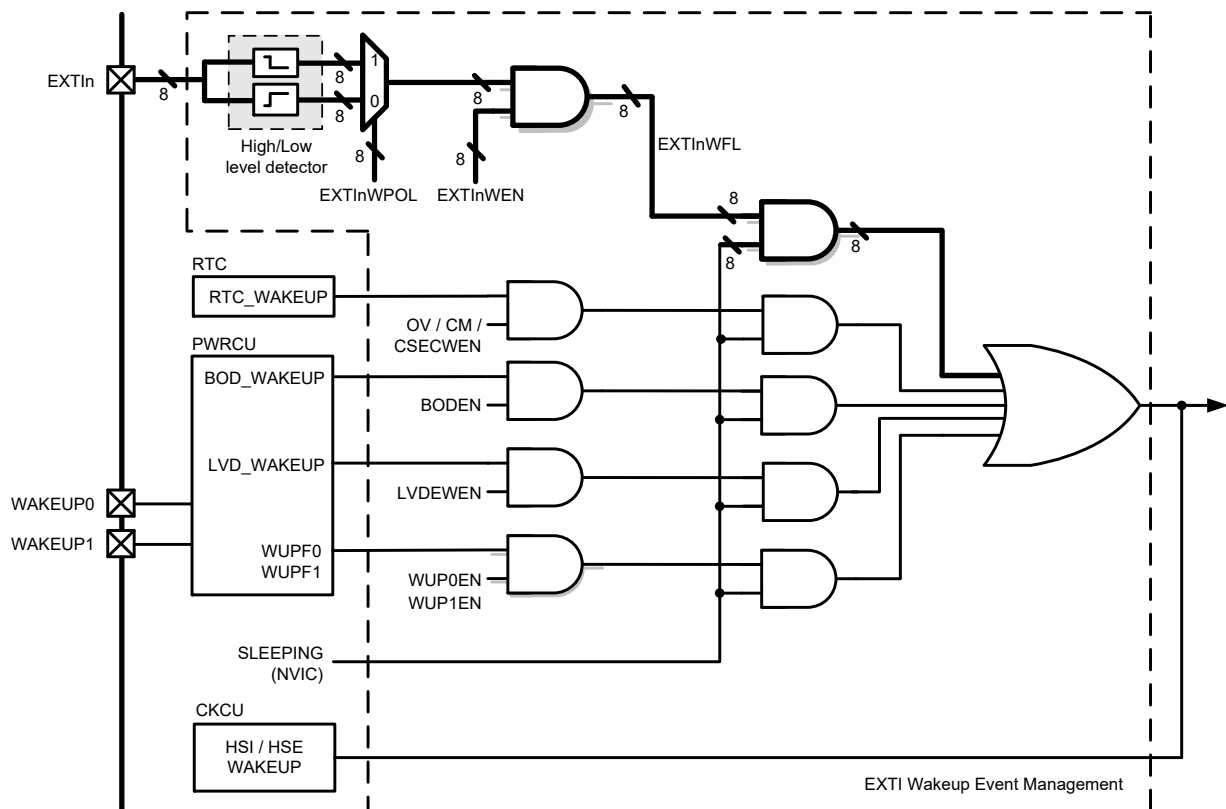 EXTIn
8
8
8
1
0
High/Low
level detector
8
EXTInWPOL
8
8
EXTInWEN
8
EXTInWFL
8
8
8
RTC
RTC_WAKEUP
OV / CM /
CSECWEN
PWRCU
BOD_WAKEUP
BODEN
LVD_WAKEUP
LVDEWEN
WAKEUP0
WAKEUP1
WUPF0
WUPF1
WUP0EN
WUP1EN
SLEEPING
(NVIC)
CKCU
HSI / HSE
WAKEUP
EXTI Wakeup Event Management